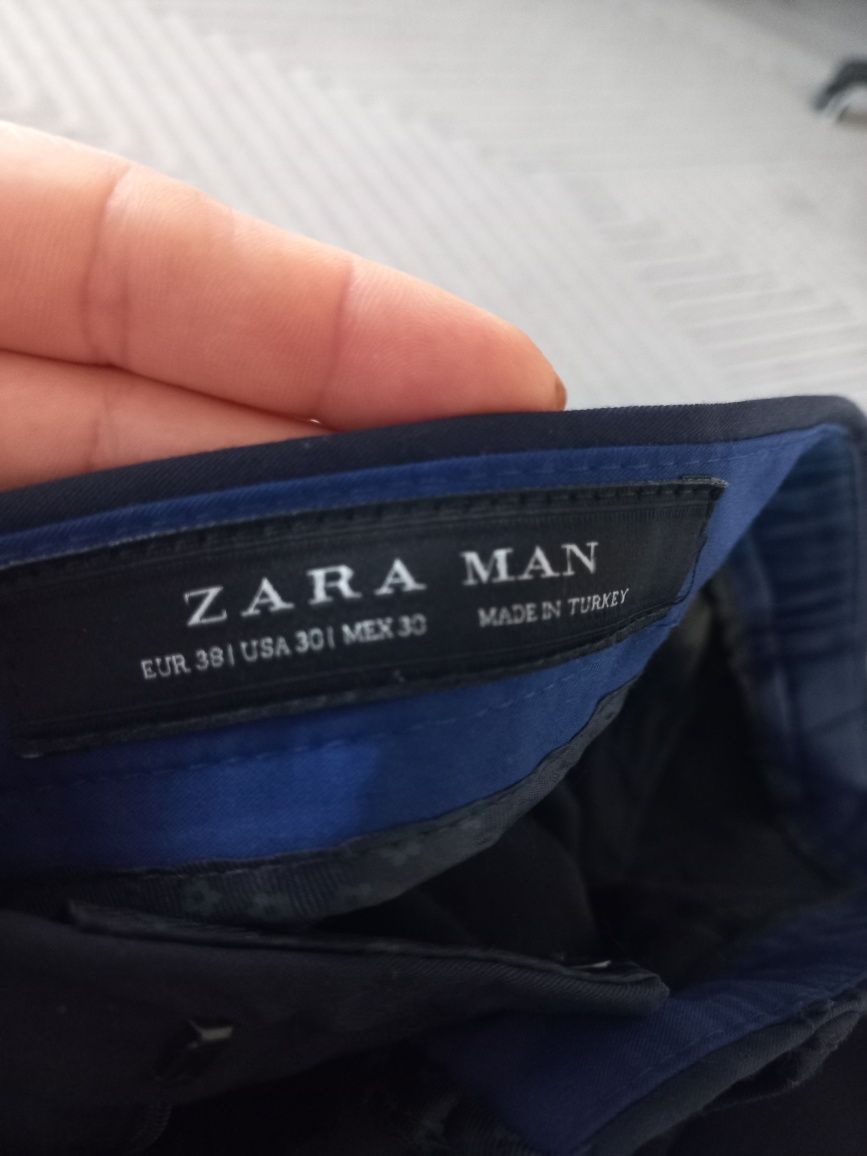 ZARA MAN
EUR 38 | USA 30 | MEX 30 MADE IN TURKEY